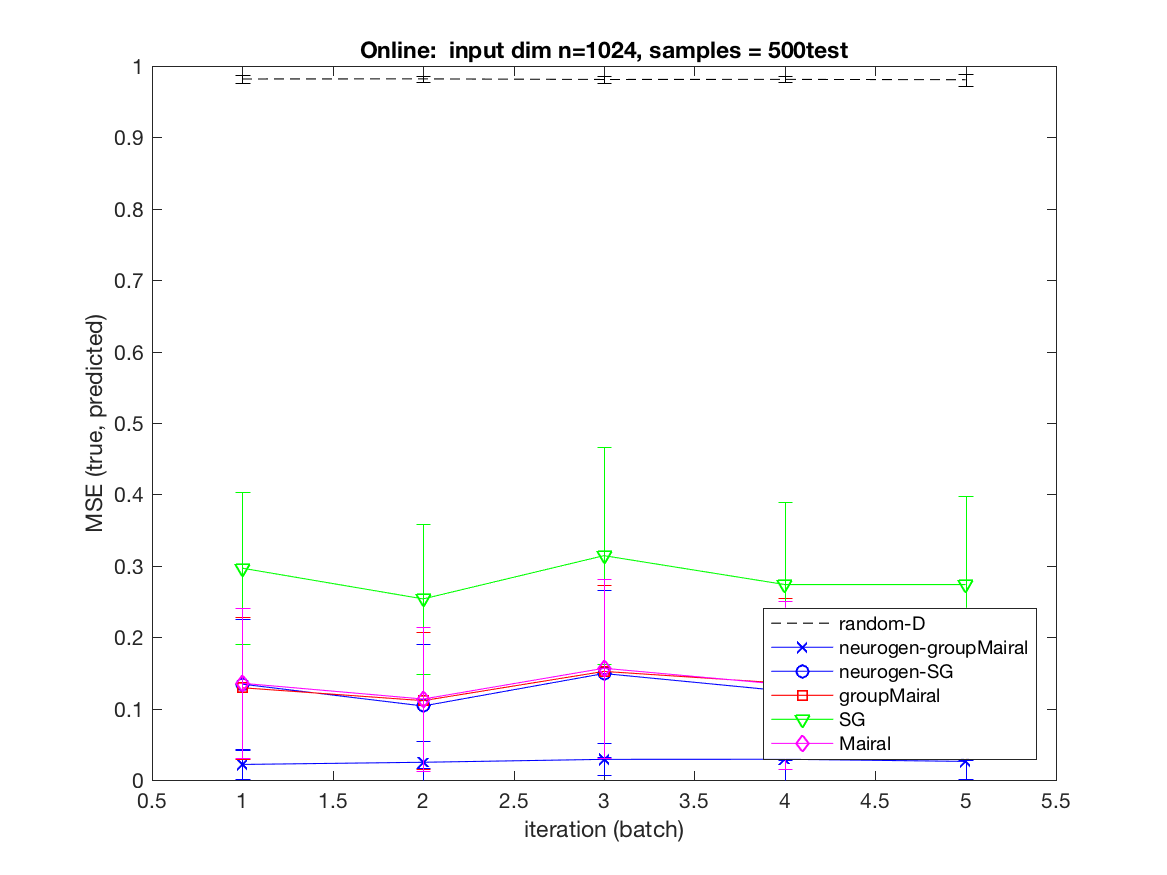 Online:  input dim n=1024, samples = 500test
1
0.9
0.8
0.7
0.6
0.5
0.4
0.3
0.2
0.1
0
MSE (true, predicted)
random-D
neurogen-groupMairal
neurogen-SG
groupMairal
SG
Mairal
0.5 1 1.5 2 2.5 3 3.5 4 4.5 5 5.5
iteration (batch)